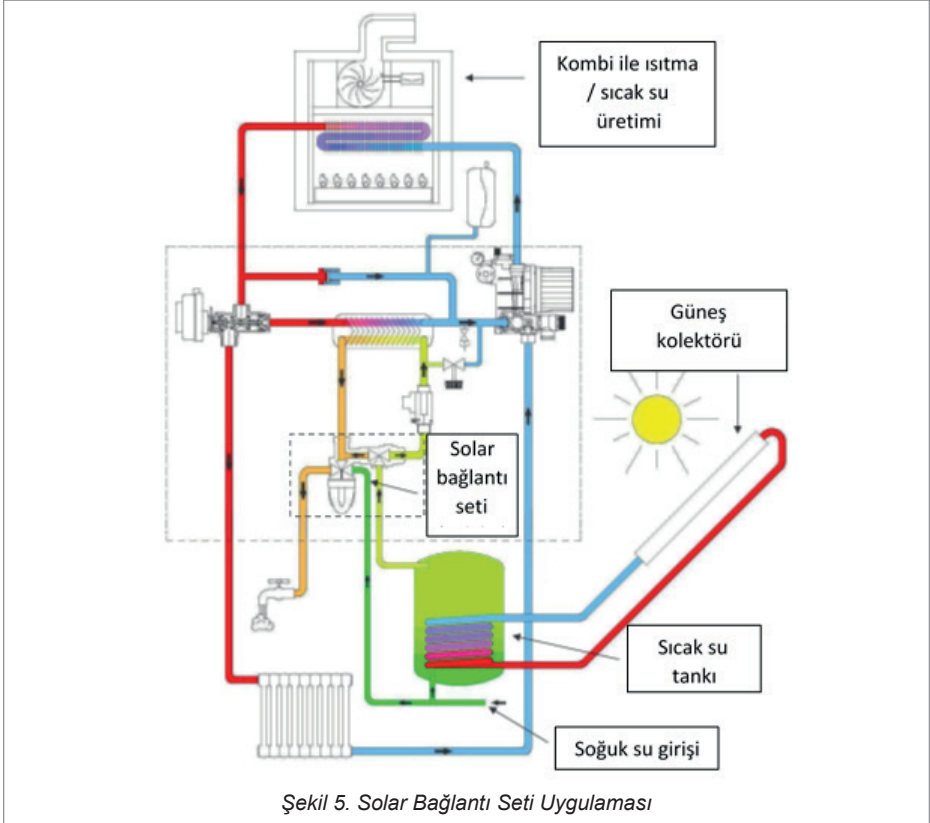 Kombi ile ısıtma
/ sıcak su
üretimi
Güneş
kolektörü
Solar
bağlantı
seti
Sıcak su
tankı
Soğuk su girişi
Şekil 5. Solar Bağlantı Seti Uygulaması